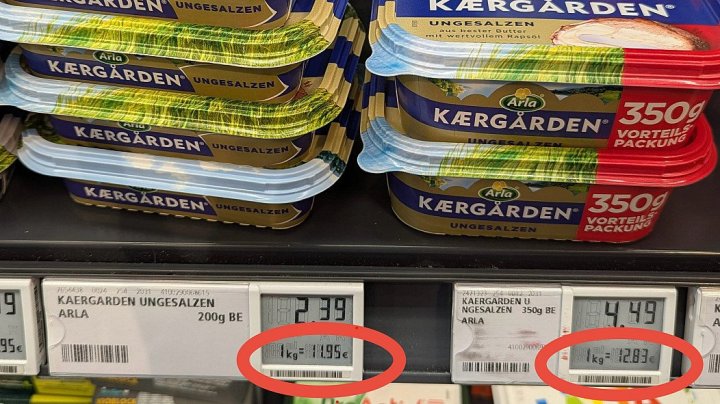 KÆRGÅRDEN®
UNGESALZEN
aus bester Butter
mit wertvollem Rapsöl
Arla
KÆRGÅRDEN® UNGESALZEN
Arla
KÆRGÅRDEN® UNGESALZEN
KÆRGÅRDEN® UNGESALZEN
Arla
KÆRGÅRDEN®
UNGESALZEN
350g
VORTEILS-
PACKUNG
Arla
KÆRGÅRDEN®
UNGESALZEN
350g
VORTEILS-
PACKUNG
KAERGARDEN UNGESALZEN
ARLA 200g BE
2.39
1kg = 11.95€
KAERGARDEN U
NGESALZEN 350g BE
ARLA
4.49
1kg = 12.83€